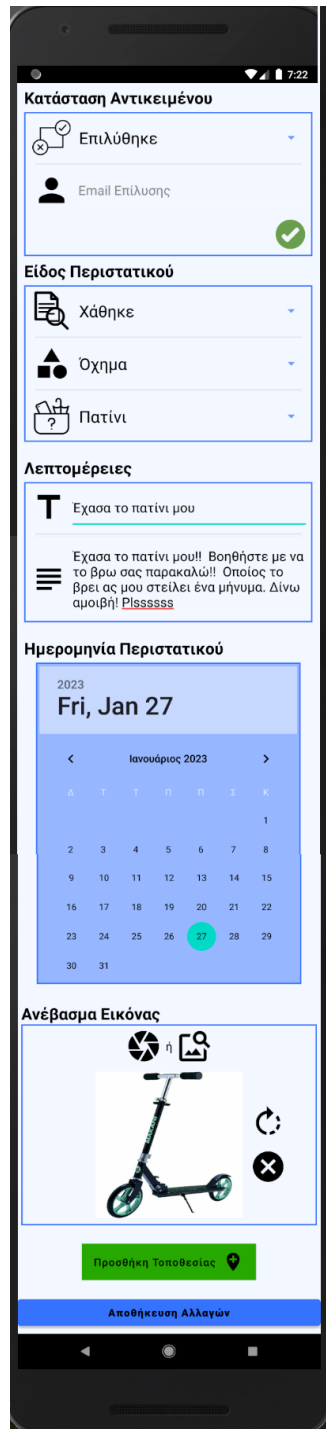 7:22
Κατάσταση Αντικειμένου
Επιλύθηκε
Email Επίλυσης
Είδος Περιστατικού
Χάθηκε
Όχημα
?
Πατίνι
Λεπτομέρειες
T
Έχασα το πατίνι μου
Έχασα το πατίνι μου!! Βοηθήστε με να
το βρω σας παρακαλώ!! Οποίος το
βρει ας μου στείλει ένα μήνυμα. Δίνω
αμοιβή! Plssssss
Ημερομηνία Περιστατικού
2023
Fri, Jan 27
Ιανουάριος 2023
Δ Τ Τ Π Π Σ Κ
1
2 3 4 5 6 7 8
9 10 11 12 13 14 15
16 17 18 19 20 21 22
23 24 25 26 27 28 29
30 31
Ανέβασμα Εικόνας
ή
Προσθήκη Τοποθεσίας
Αποθήκευση Αλλαγών